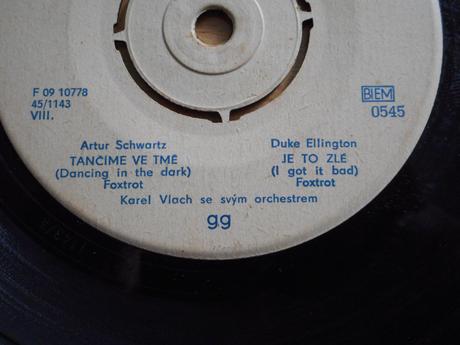 F 09 10778
45/1143
VIII.
BIEM
0545
Artur Schwartz
TANČÍME VE TMĚ
(Dancing in the dark)
Foxtrot
Duke Ellington
JE TO ZLÉ
(I got it bad)
Foxtrot
Karel Vlach se svým orchestrem
gg